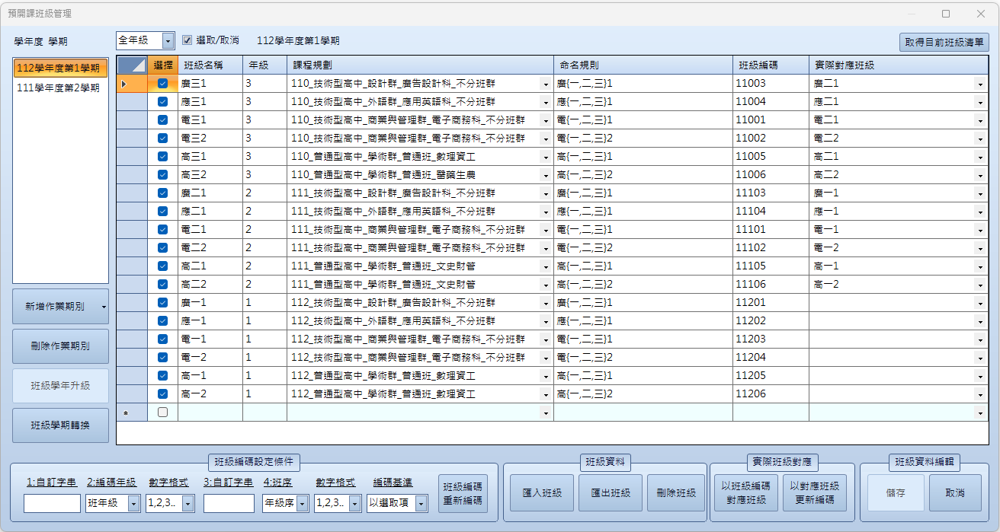 預開課班級管理
學年度 學期
全年級 選取/取消 112學年度第1學期 取得目前班級清單
112學年度第1學期
111學年度第2學期
選擇 班級名稱 年級 課程規劃 命名規則 班級編碼 實際對應班級
廣三1 3 110_技術型高中_設計群_廣告設計科_不分班群 廣{一,二,三}1 11003 廣二1
應三1 3 110_技術型高中_外語群_應用英語科_不分班群 應{一,二,三}1 11004 應二1
電三1 3 110_技術型高中_商業與管理群_電子商務科_不分班群 電{一,二,三}1 11001 電二1
電三2 3 110_技術型高中_商業與管理群_電子商務科_不分班群 電{一,二,三}2 11002 電二2
高三1 3 110_普通型高中_學術群_普通班_數理資工 高{一,二,三}1 11005 高二1
高三2 3 110_普通型高中_學術群_普通班_醫藥生農 高{一,二,三}2 11006 高二2
廣二1 2 111_技術型高中_設計群_廣告設計科_不分班群 廣{一,二,三}1 11103 廣一1
應二1 2 111_技術型高中_外語群_應用英語科_不分班群 應{一,二,三}1 11104 應一1
電二1 2 111_技術型高中_商業與管理群_電子商務科_不分班群 電{一,二,三}1 11101 電一1
電二2 2 111_技術型高中_商業與管理群_電子商務科_不分班群 電{一,二,三}2 11102 電一2
高二1 2 111_普通型高中_學術群_普通班_文史財管 高{一,二,三}1 11105 高一1
高二2 2 111_普通型高中_學術群_普通班_文史財管 高{一,二,三}2 11106 高一2
廣一1 1 112_技術型高中_設計群_廣告設計科_不分班群 廣{一,二,三}1 11201
應一1 1 112_技術型高中_外語群_應用英語科_不分班群 應{一,二,三}1 11202
電一1 1 112_技術型高中_商業與管理群_電子商務科_不分班群 電{一,二,三}1 11203
電一2 1 112_技術型高中_商業與管理群_電子商務科_不分班群 電{一,二,三}2 11204
高一1 1 112_普通型高中_學術群_普通班_數理資工 高{一,二,三}1 11205
高一2 1 112_普通型高中_學術群_普通班_數理資工 高{一,二,三}2 11206
新增作業期別
刪除作業期別
班級學年升級
班級學期轉換
班級編碼設定條件
1:自訂字串 2:編碼年級 數字格式 3:自訂字串 4:班序 數字格式 編碼基準
班年級 1,2,3.. 年級序 1,2,3.. 以選取項
班級編碼
重新編碼
班級資料
匯入班級 匯出班級 刪除班級
實際班級對應
以班級編碼
對應班級
以對應班級
更新編碼
班級資料編輯
儲存 取消